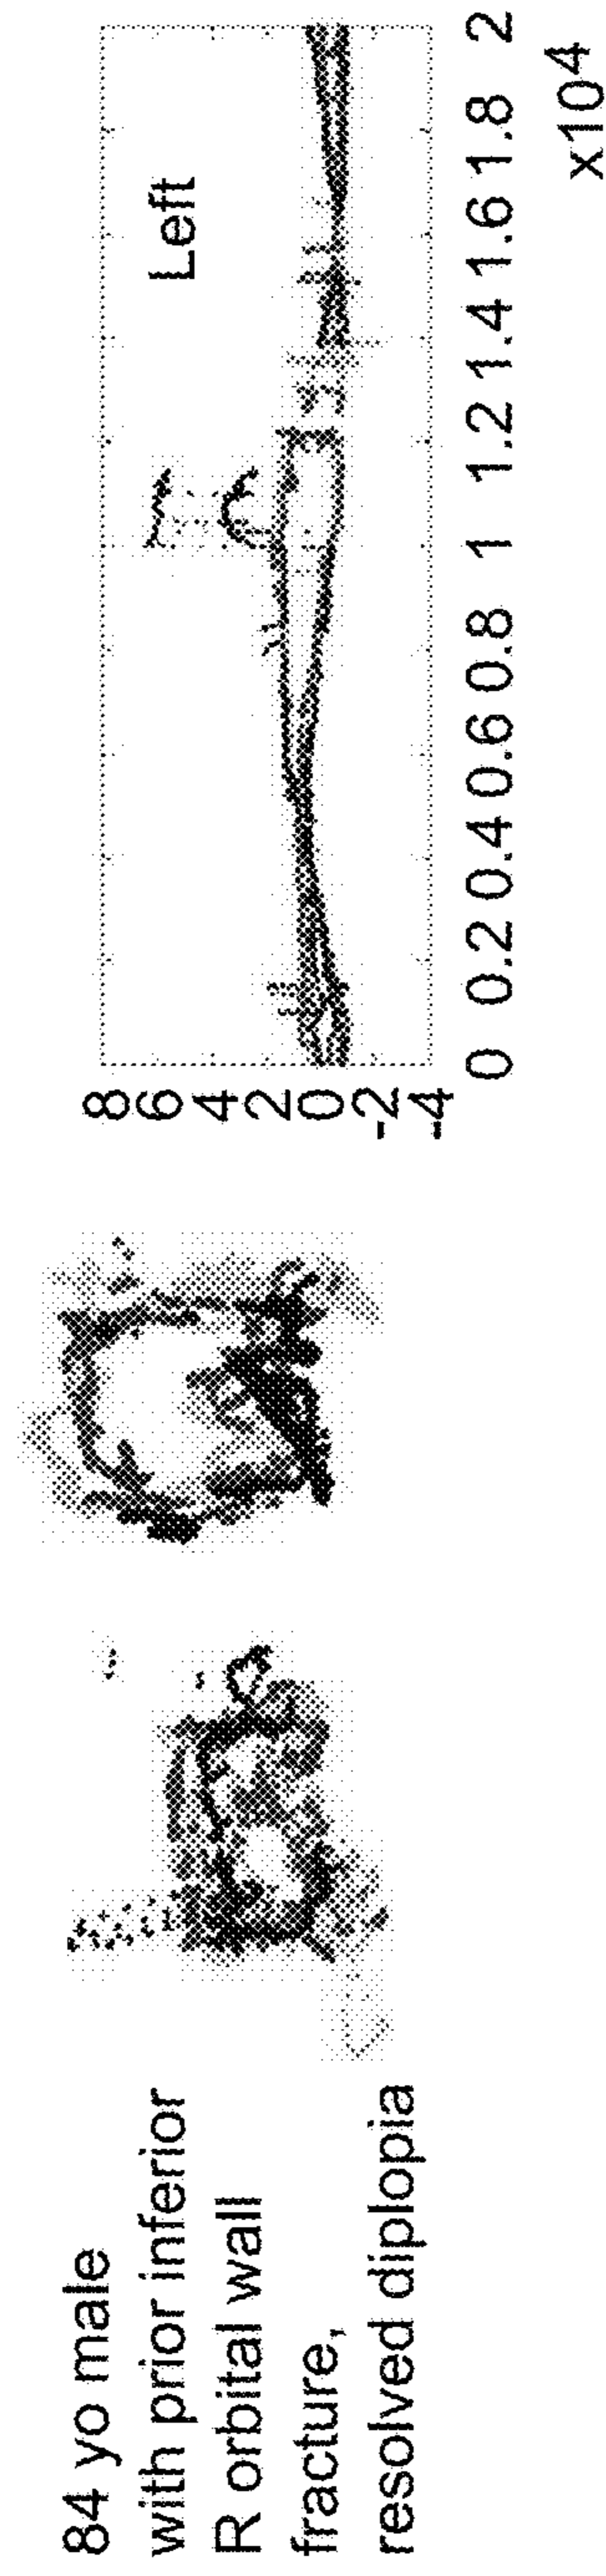 84 yo male
with prior inferior
R orbital wall
fracture,
resolved diplopia
8
6
4
2
0
-2
-4
Left
0 0.2 0.4 0.6 0.8 1 1.2 1.4 1.6 1.8 2
x104